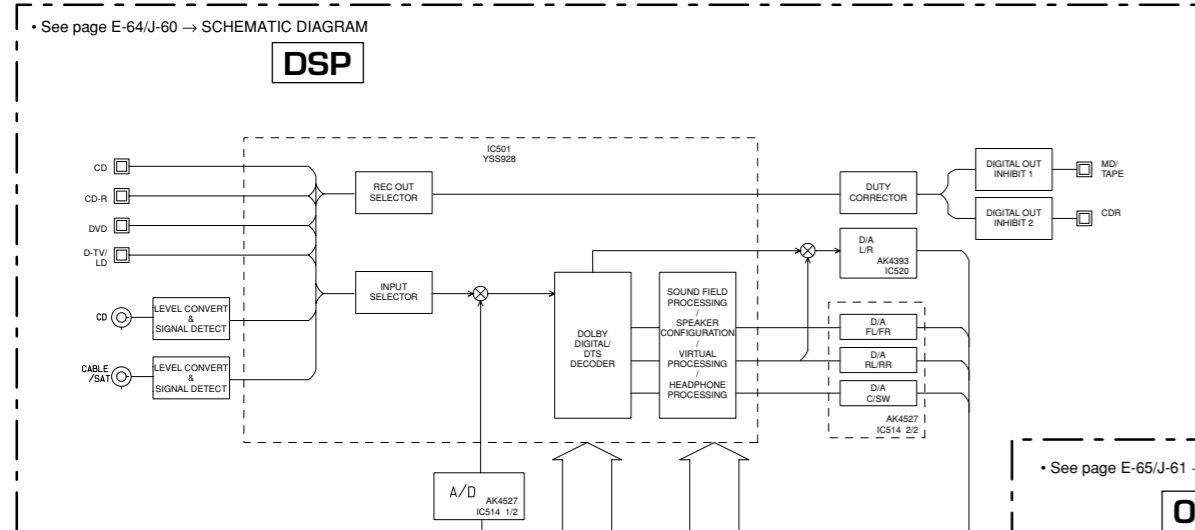 • See page E-64/J-60 → SCHEMATIC DIAGRAM
DSP
IC501
YSS928
CD
CD-R
DVD
D-TV/
LD
CD
CABLE
/SAT
LEVEL CONVERT
&
SIGNAL DETECT
LEVEL CONVERT
&
SIGNAL DETECT
REC OUT
SELECTOR
INPUT
SELECTOR
DOLBY
DIGITAL/
DTS
DECODER
SOUND FIELD
PROCESSING
/
SPEAKER
CONFIGURATION
/
VIRTUAL
PROCESSING
/
HEADPHONE
PROCESSING
DUTY
CORRECTOR
DIGITAL OUT
INHIBIT 1
MD/
TAPE
DIGITAL OUT
INHIBIT 2
CDR
D/A
L/R
AK4393
IC520
D/A
FL/FR
D/A
RL/RR
D/A
C/SW
AK4527
IC514 2/2
A/D
AK4527
IC514 1/2
• See page E-65/J-61